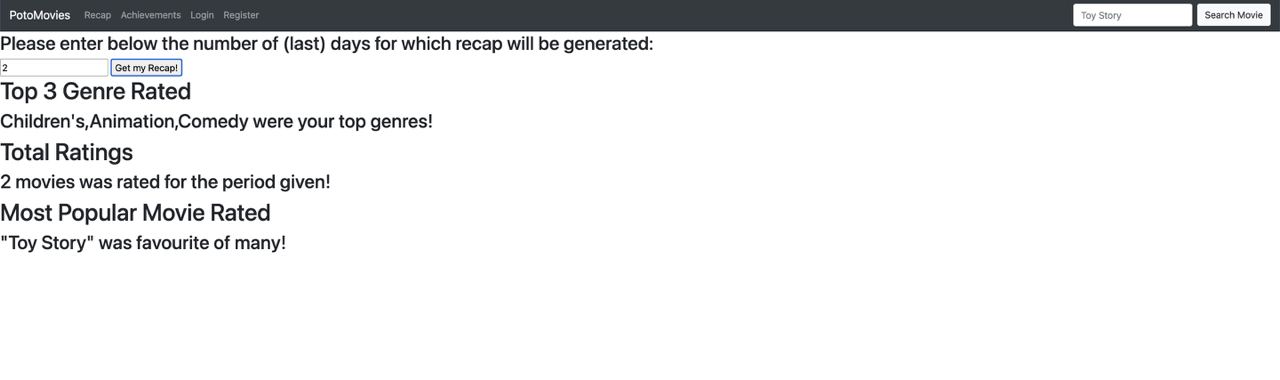 PotoMovies Recap Achievements Login Register Toy Story Search Movie
Please enter below the number of (last) days for which recap will be generated:
2 Get my Recap!
Top 3 Genre Rated
Children's,Animation,Comedy were your top genres!
Total Ratings
2 movies was rated for the period given!
Most Popular Movie Rated
"Toy Story" was favourite of many!